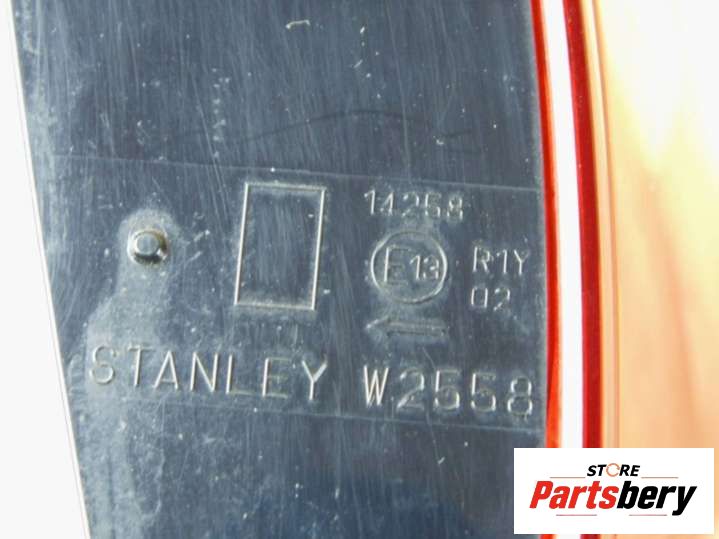 14258
E13 R1Y
02
STANLEY W2558
STORE
Partsbery